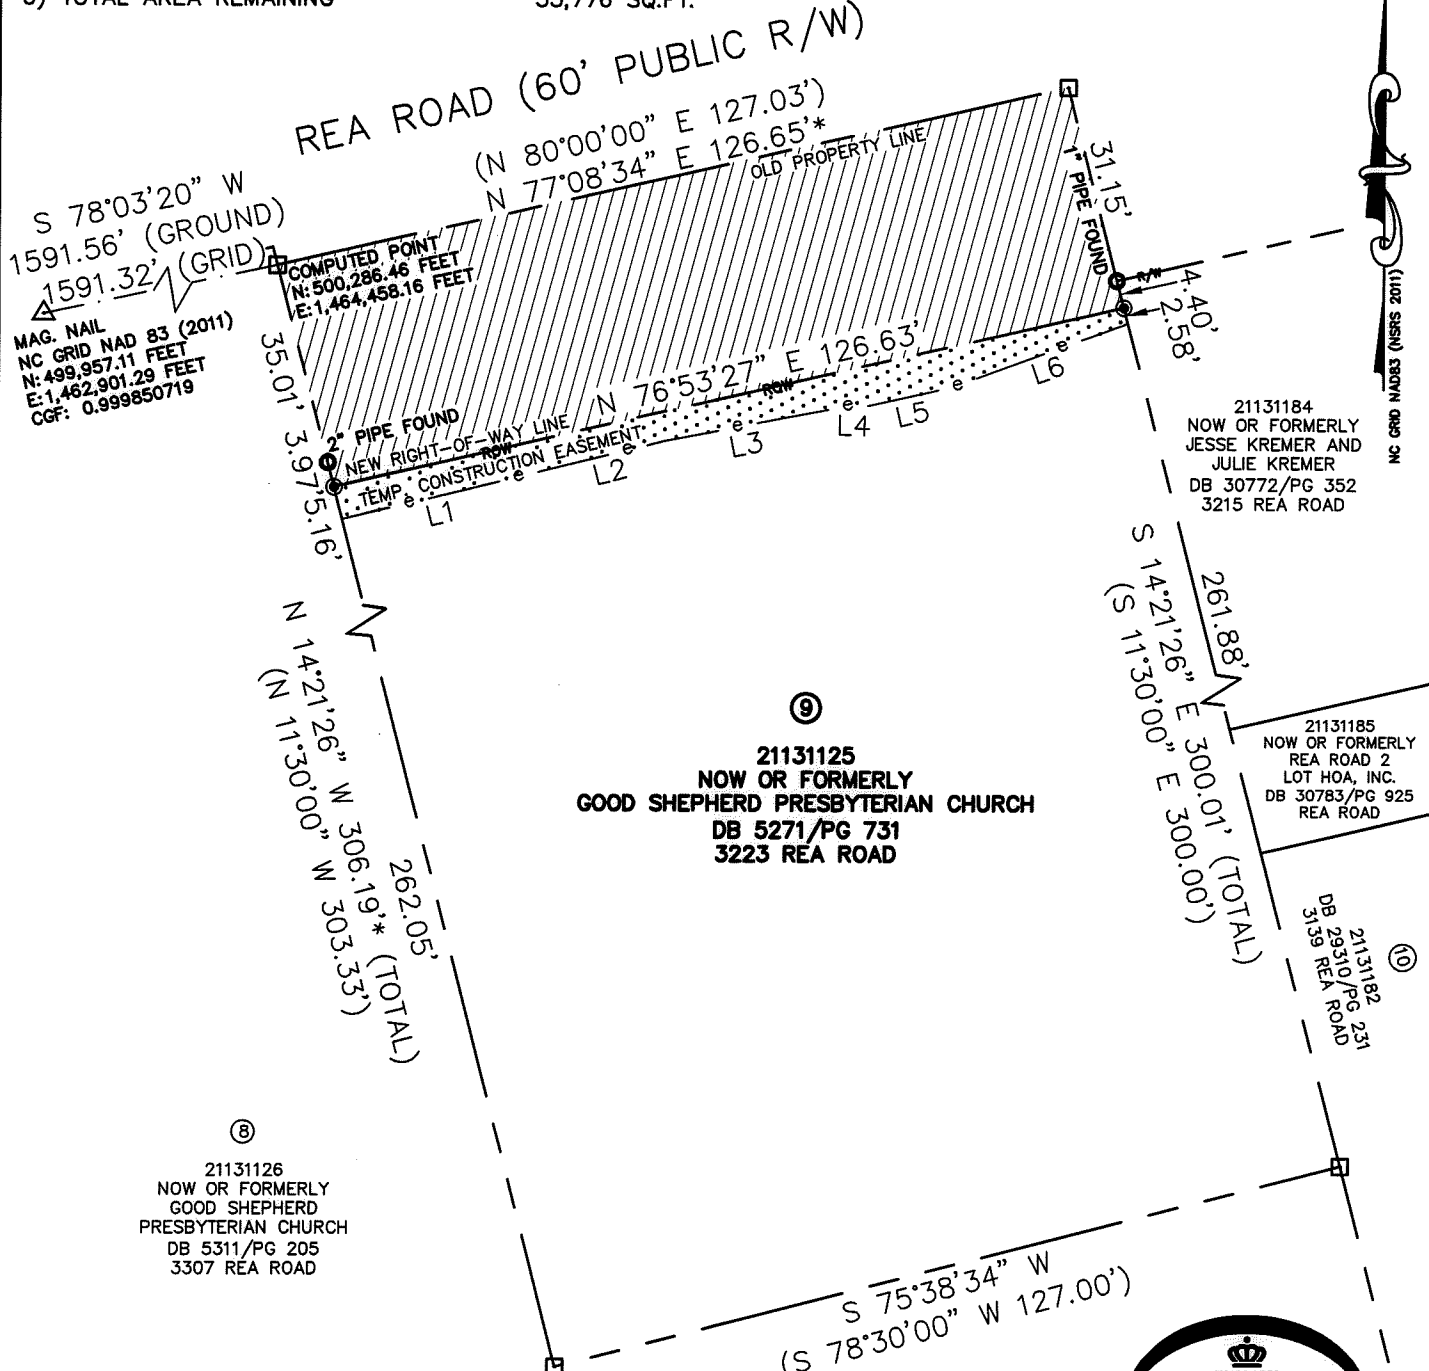 REA ROAD (60' PUBLIC R/W)
(N 80°00'00" E 127.03')
N 77°08'34" E 126.65'*
OLD PROPERTY LINE
S 78°03'20" W
1591.56' (GROUND)
1591.32' (GRID)
MAG. NAIL
NC GRID NAD 83 (2011)
N: 499,957.11 FEET
E:1,462,901.29 FEET
CGF: 0.999850719
COMPUTED POINT
N:500,286.46 FEET
E:1,464,458.16 FEET
31.15'
1" PIPE FOUND
R/W
4.40'
2.58'
NC GRID NAD83 (NSRS 2011)
35.01'
3.97'
5.16'
2" PIPE FOUND
NEW RIGHT-OF-WAY LINE
N 76°53'27" E 126.63'
ROW
ROW
TEMP. CONSTRUCTION EASEMENT
e
e
e
e
e
e
e
L1
L2
L3
L4
L5
L6
21131184
NOW OR FORMERLY
JESSE KREMER AND
JULIE KREMER
DB 30772/PG 352
3215 REA ROAD
S 14°21'26" E 300.01' (TOTAL)
(S 11°30'00" E 300.00')
261.88'
N 14°21'26" W 306.19'* (TOTAL)
(N 11°30'00" W 303.33')
262.05'
9
21131125
NOW OR FORMERLY
GOOD SHEPHERD PRESBYTERIAN CHURCH
DB 5271/PG 731
3223 REA ROAD
21131185
NOW OR FORMERLY
REA ROAD 2
LOT HOA, INC.
DB 30783/PG 925
REA ROAD
10
21131182
DB 29310/PG 231
3139 REA ROAD
8
21131126
NOW OR FORMERLY
GOOD SHEPHERD
PRESBYTERIAN CHURCH
DB 5311/PG 205
3307 REA ROAD
S 75°38'34" W
(S 78°30'00" W 127.00')